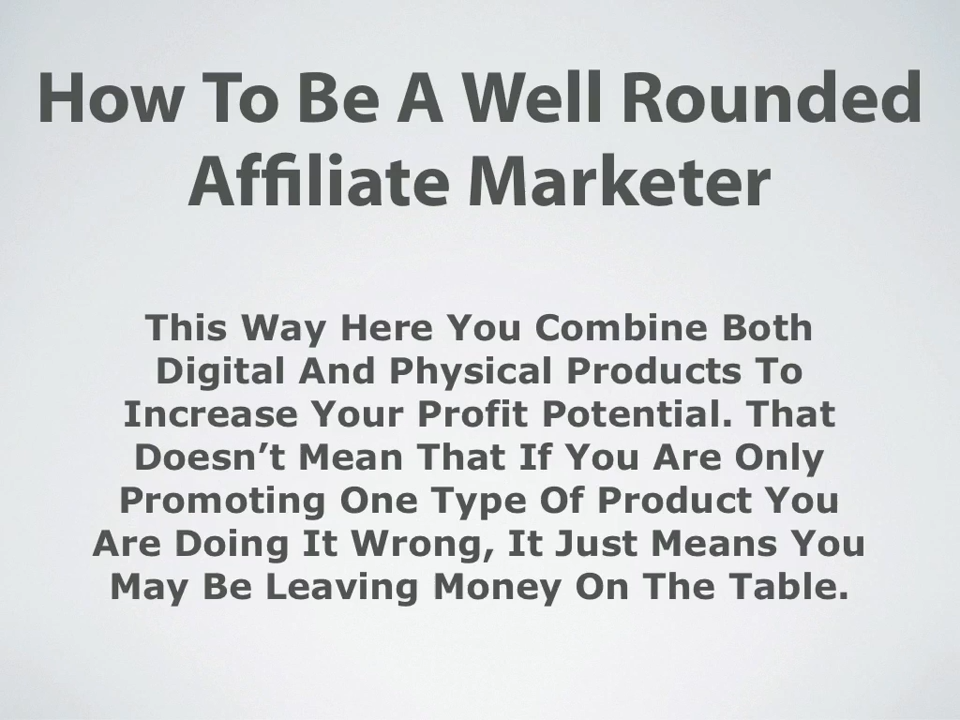 How To Be A Well Rounded
Affiliate Marketer
This Way Here You Combine Both
Digital And Physical Products To
Increase Your Profit Potential. That
Doesn’t Mean That If You Are Only
Promoting One Type Of Product You
Are Doing It Wrong, It Just Means You
May Be Leaving Money On The Table.